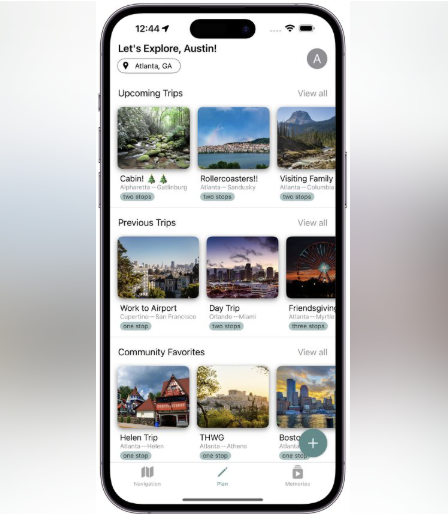 12:44
Let's Explore, Austin!
Atlanta, GA
A
Upcoming Trips View all
Cabin! 🌲🌲 Rollercoasters!! Visiting Family
Alpharetta—Gatlinburg Atlanta—Sandusky Atlanta—Columbia
two stops two stops two stops
Previous Trips View all
Work to Airport Day Trip Friendsgiving
Cupertino—San Francisco Orlando—Miami Atlanta—Myrtle
one stop two stops three stops
Community Favorites View all
Helen Trip THWG Bosto
Atlanta—Helen Atlanta—Athens Atlanta
one stop one stop one stop
Navigation Plan Memories